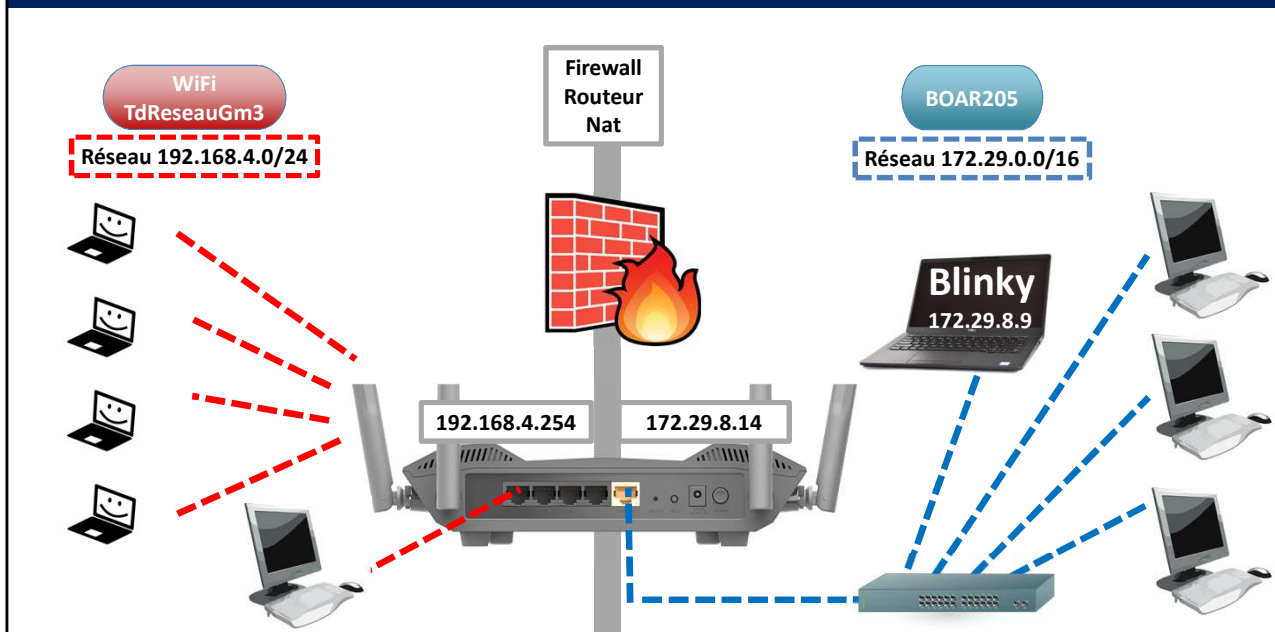 WiFi
TdReseauGm3
Réseau 192.168.4.0/24
Firewall
Routeur
Nat
BOAR205
Réseau 172.29.0.0/16
Blinky
172.29.8.9
192.168.4.254
172.29.8.14